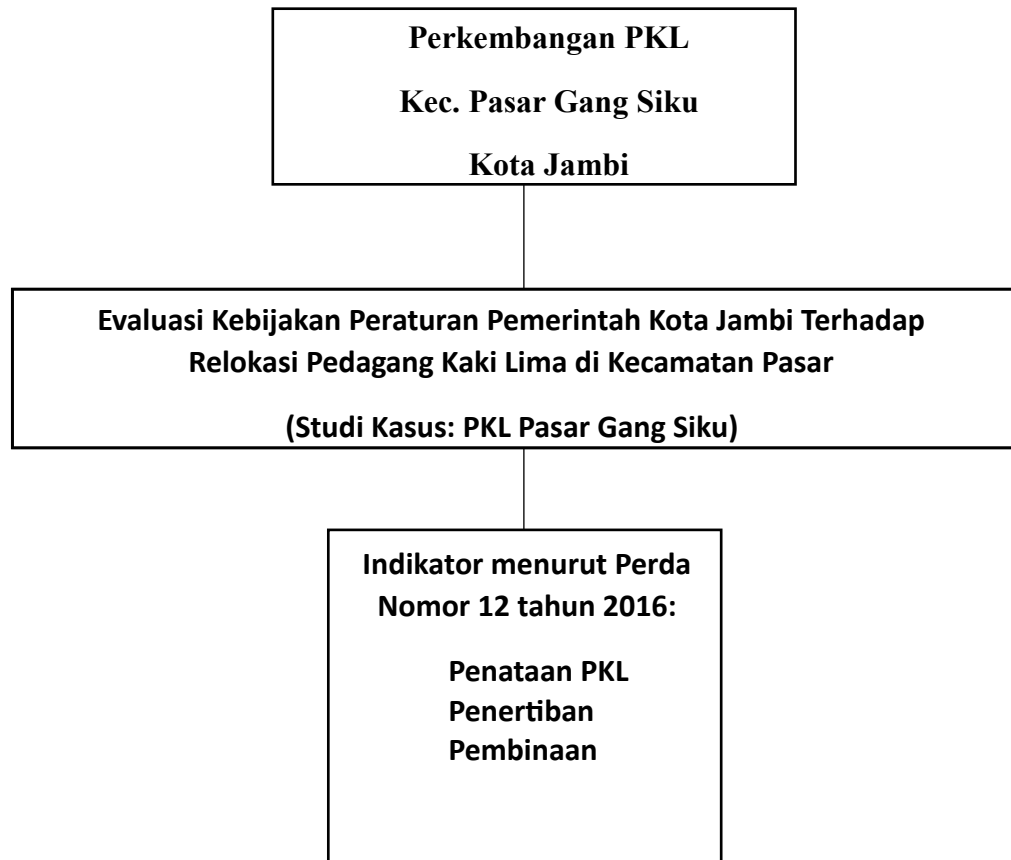 Perkembangan PKL
Kec. Pasar Gang Siku
Kota Jambi
Evaluasi Kebijakan Peraturan Pemerintah Kota Jambi Terhadap
Relokasi Pedagang Kaki Lima di Kecamatan Pasar
(Studi Kasus: PKL Pasar Gang Siku)
Indikator menurut Perda
Nomor 12 tahun 2016:
Penataan PKL
Penertiban
Pembinaan